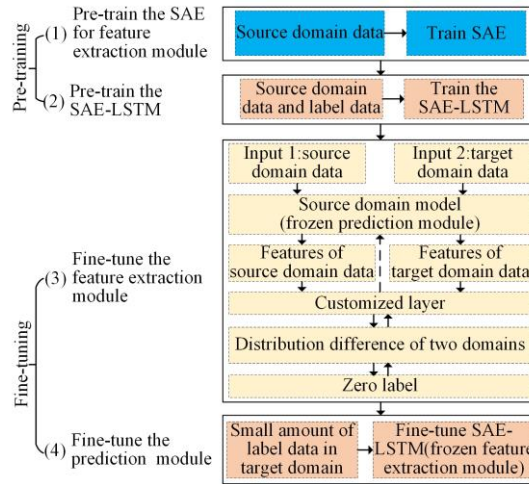 Pre-training
(1) Pre-train the SAE
for feature
extraction module
Source domain data
Train SAE
(2) Pre-train the
SAE-LSTM
Source domain
data and label data
Train the
SAE-LSTM
Fine-tuning
(3) Fine-tune the
feature extraction
module
Input 1:source
domain data
Input 2:target
domain data
Source domain model
(frozen prediction module)
Features of
source domain data
Features of
target domain data
Customized layer
Distribution difference of two domains
Zero label
(4) Fine-tune the
prediction module
Small amount of
label data in
target domain
Fine-tune SAE-
LSTM(frozen feature
extraction module)